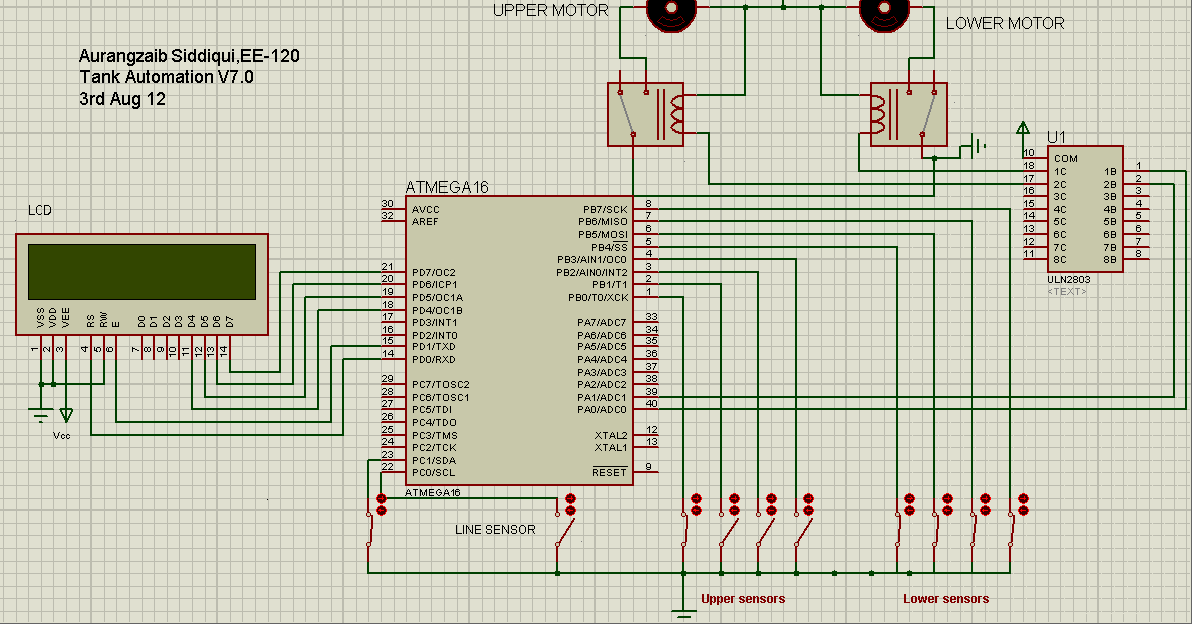 UPPER MOTOR
LOWER MOTOR
Aurangzaib Siddiqui,EE-120
Tank Automation V7.0
3rd Aug 12
U1
10 COM
18 1C 1B 1
17 2C 2B 2
16 3C 3B 3
15 4C 4B 4
14 5C 5B 5
13 6C 6B 6
12 7C 7B 7
11 8C 8B 8
ULN2803
<TEXT>
ATMEGA16
30 AVCC
32 AREF
21 PD7/OC2
20 PD6/ICP1
19 PD5/OC1A
18 PD4/OC1B
17 PD3/INT1
16 PD2/INT0
15 PD1/TXD
14 PD0/RXD
29 PC7/TOSC2
28 PC6/TOSC1
27 PC5/TDI
26 PC4/TDO
25 PC3/TMS
24 PC2/TCK
23 PC1/SDA
22 PC0/SCL
PB7/SCK 8
PB6/MISO 7
PB5/MOSI 6
PB4/SS 5
PB3/AIN1/OC0 4
PB2/AIN0/INT2 3
PB1/T1 2
PB0/T0/XCK 1
PA7/ADC7 33
PA6/ADC6 34
PA5/ADC5 35
PA4/ADC4 36
PA3/ADC3 37
PA2/ADC2 38
PA1/ADC1 39
PA0/ADC0 40
XTAL2 12
XTAL1 13
RESET 9
ATMEGA16
LCD
VSS VDD VEE RS RW E D0 D1 D2 D3 D4 D5 D6 D7
1 2 3 4 5 6 7 8 9 10 11 12 13 14
Vcc
LINE SENSOR
Upper sensors
Lower sensors